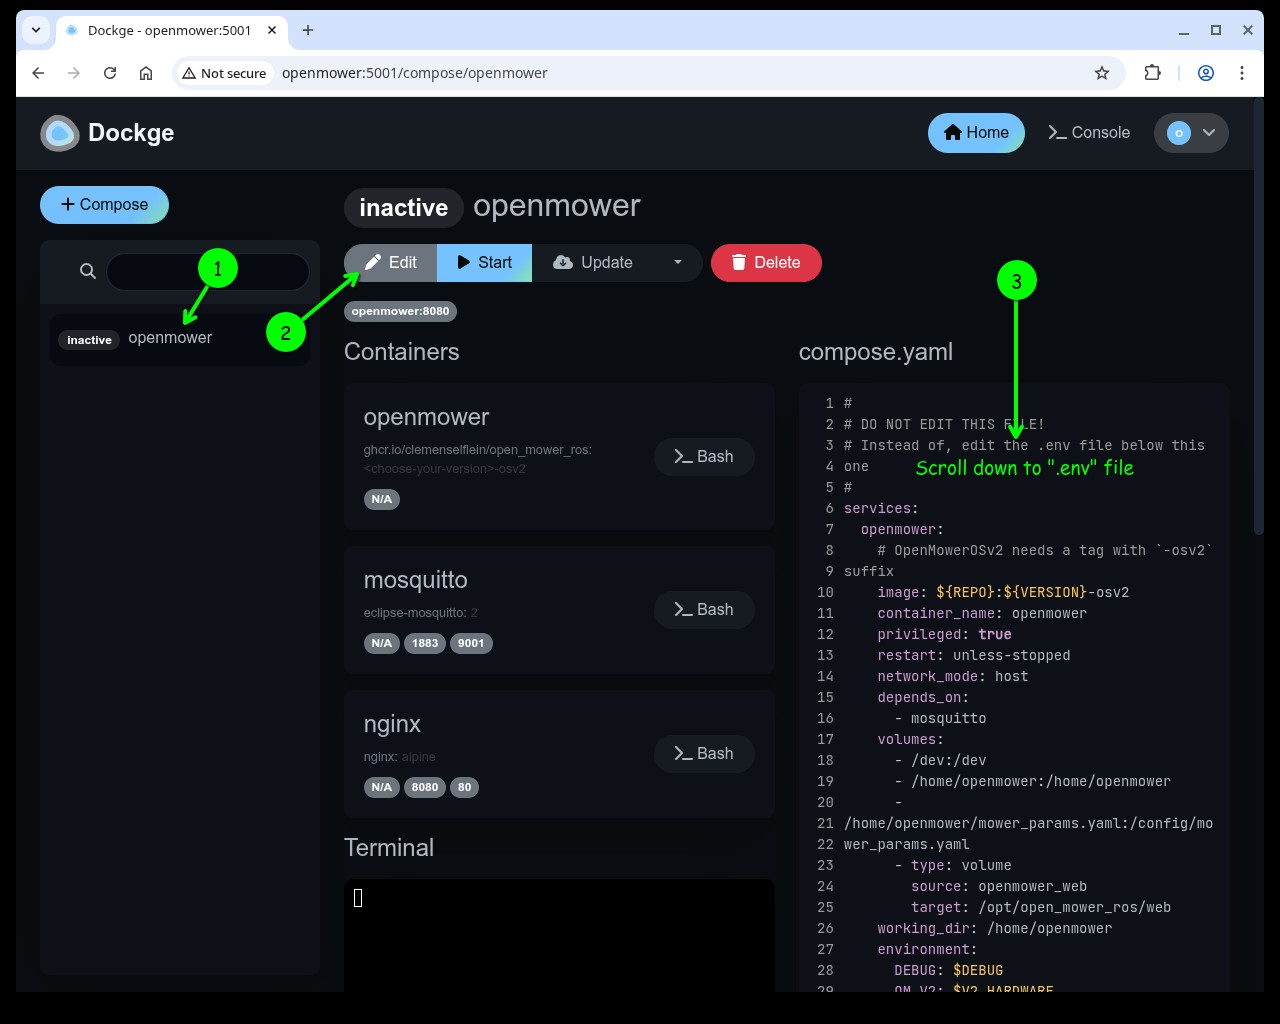 Dockge - openmower:5001
Not secure
openmower:5001/compose/openmower
Dockge
Home
Console
o
+ Compose
inactive openmower
Edit
Start
Update
Delete
1
2
3
inactive openmower
openmower:8080
Containers
openmower
ghcr.io/clemenselflein/open_mower_ros:
<choose-your-version>-osv2
N/A
Bash
mosquitto
eclipse-mosquitto: 2
N/A 1883 9001
Bash
nginx
nginx: alpine
N/A 8080 80
Bash
Terminal
compose.yaml
1 #
2 # DO NOT EDIT THIS FILE!
3 # Instead of, edit the .env file below this
4 one
Scroll down to ".env" file
5 #
6 services:
7 openmower:
8 # OpenMowerOSv2 needs a tag with `-osv2`
9 suffix
10 image: ${REPO}:${VERSION}-osv2
11 container_name: openmower
12 privileged: true
13 restart: unless-stopped
14 network_mode: host
15 depends_on:
16 - mosquitto
17 volumes:
18 - /dev:/dev
19 - /home/openmower:/home/openmower
20 -
21 /home/openmower/mower_params.yaml:/config/mo
22 wer_params.yaml
23 - type: volume
24 source: openmower_web
25 target: /opt/open_mower_ros/web
26 working_dir: /home/openmower
27 environment:
28 DEBUG: $DEBUG
29 OM_V2: $V2_HARDWARE